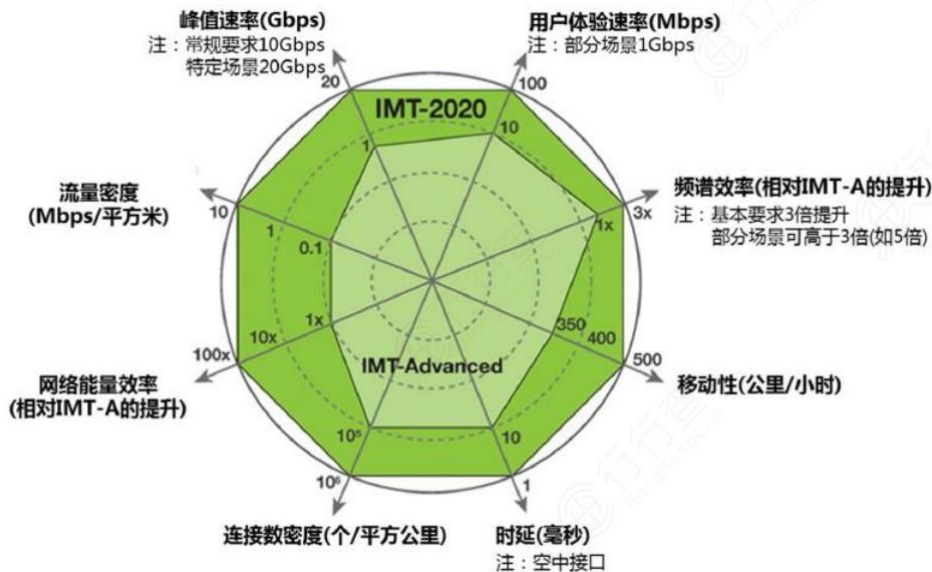 峰值速率(Gbps)
注：常规要求10Gbps
特定场景20Gbps
用户体验速率(Mbps)
注：部分场景1Gbps
20
100
IMT-2020
10
1
流量密度
(Mbps/平方米)
频谱效率(相对IMT-A的提升)
注：基本要求3倍提升
部分场景可高于3倍(如5倍)
10
1
0.1
1x
3x
1x
10x
100x
350
400
500
网络能量效率
(相对IMT-A的提升)
IMT-Advanced
移动性(公里/小时)
10⁵
10
10⁶
1
连接数密度(个/平方公里)
时延(毫秒)
注：空中接口